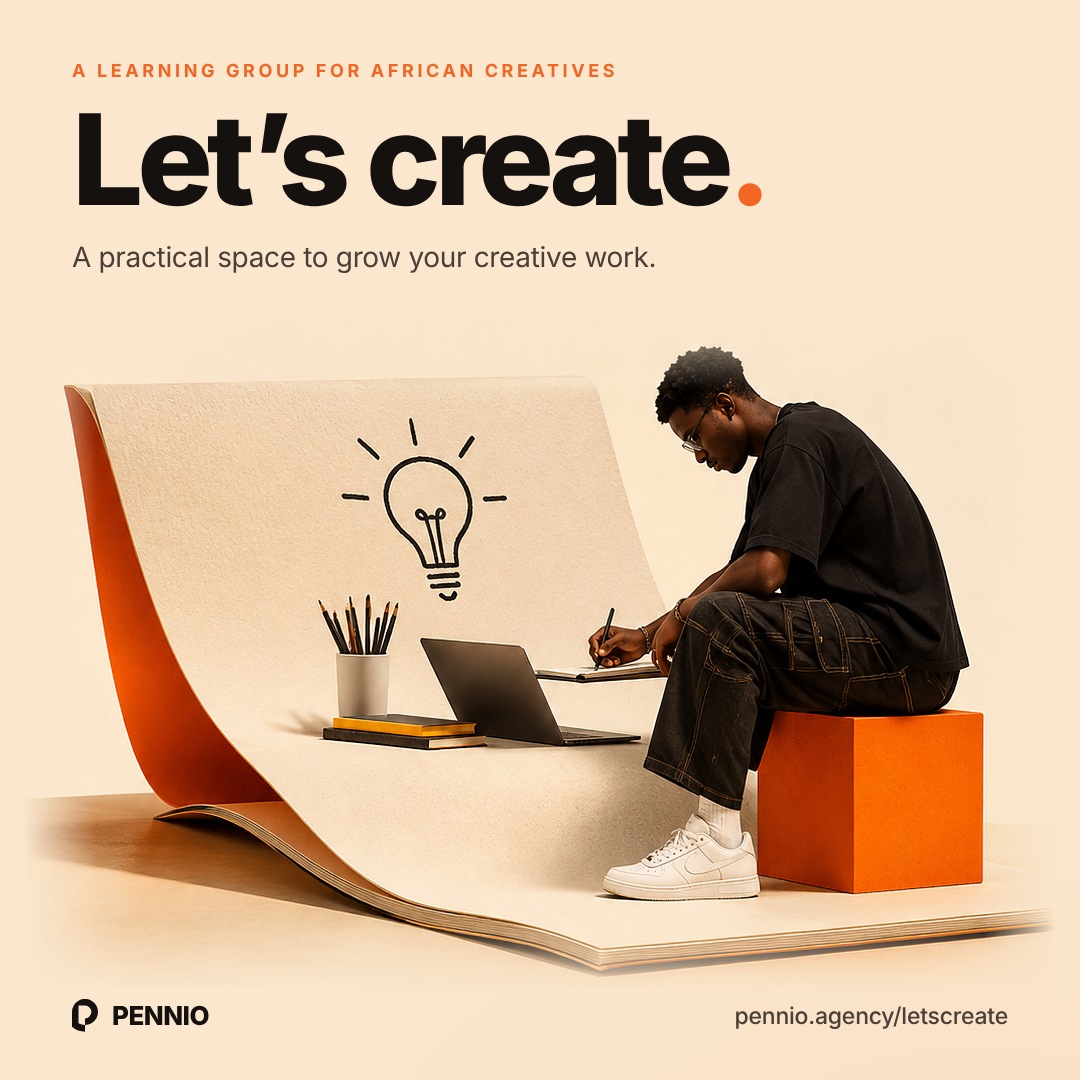 A LEARNING GROUP FOR AFRICAN CREATIVES
Let’s create.
A practical space to grow your creative work.
PENNIO
pennio.agency/letscreate